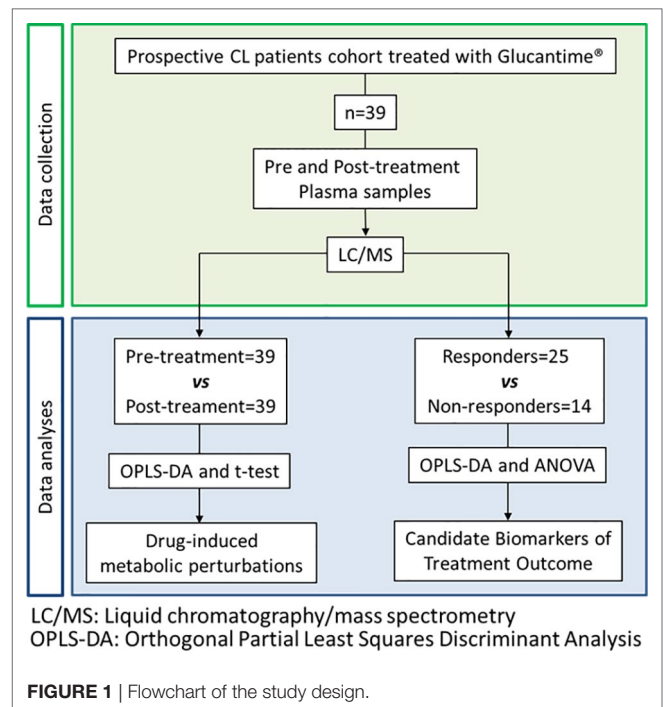 Data collection
Prospective CL patients cohort treated with Glucantime®
n=39
Pre and Post-treatment
Plasma samples
LC/MS
Data analyses
Pre-treatment=39
vs
Post-treament=39
OPLS-DA and t-test
Drug-induced
metabolic perturbations
Responders=25
vs
Non-responders=14
OPLS-DA and ANOVA
Candidate Biomarkers of
Treatment Outcome
LC/MS: Liquid chromatography/mass spectrometry
OPLS-DA: Orthogonal Partial Least Squares Discriminant Analysis
FIGURE 1 | Flowchart of the study design.